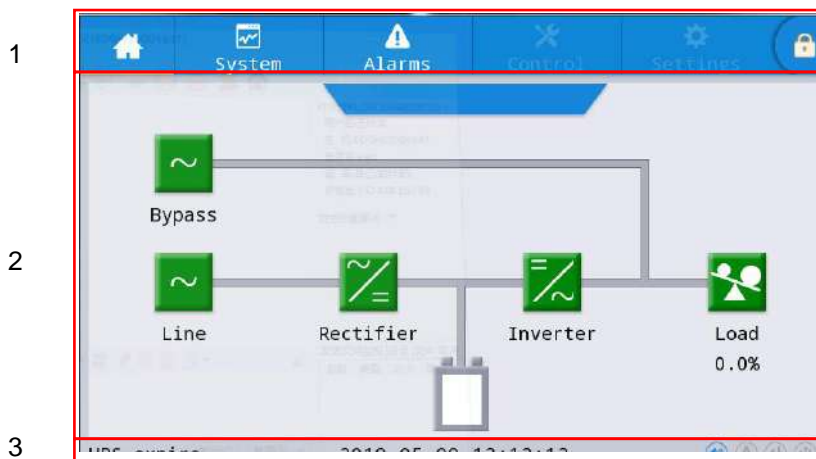 1
System Alarms Control Settings
Bypass
2
Line Rectifier Inverter Load
0.0%
3